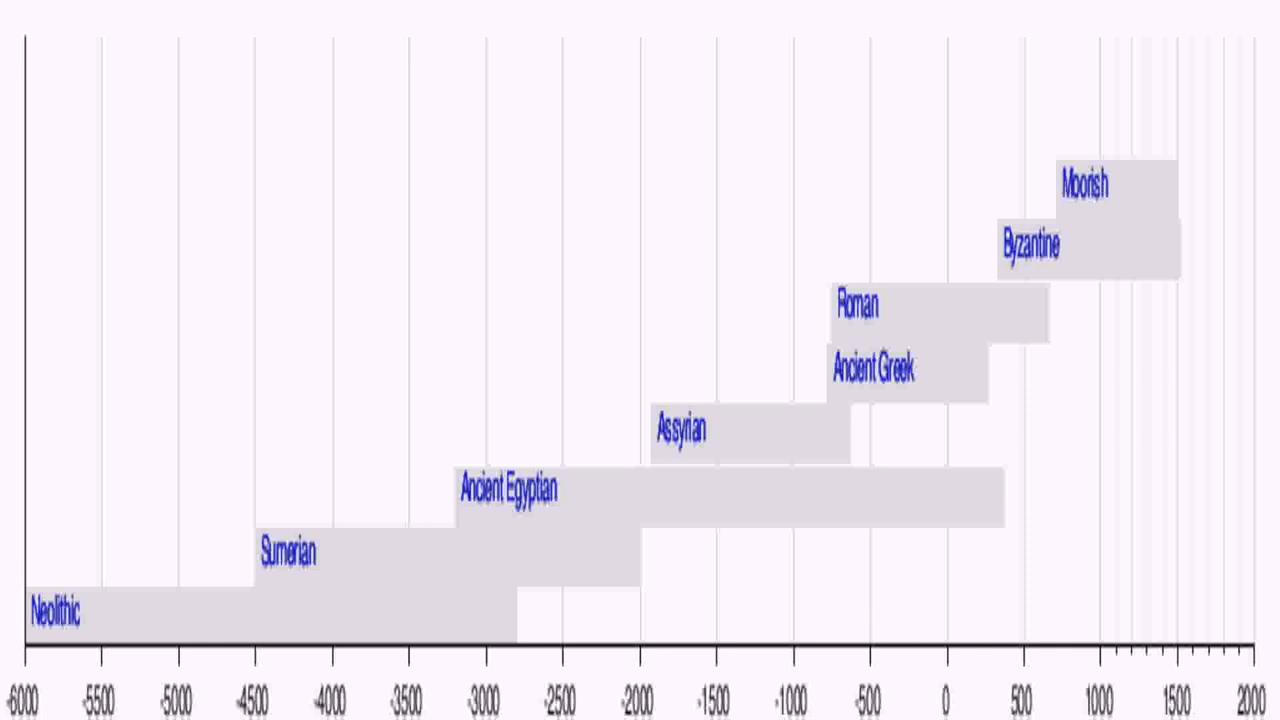 Moorish
Byzantine
Roman
Ancient Greek
Assyrian
Ancient Egyptian
Sumerian
Neolithic
-6000 -5500 -5000 -4500 -4000 -3500 -3000 -2500 -2000 -1500 -1000 -500 0 500 1000 1500 2000